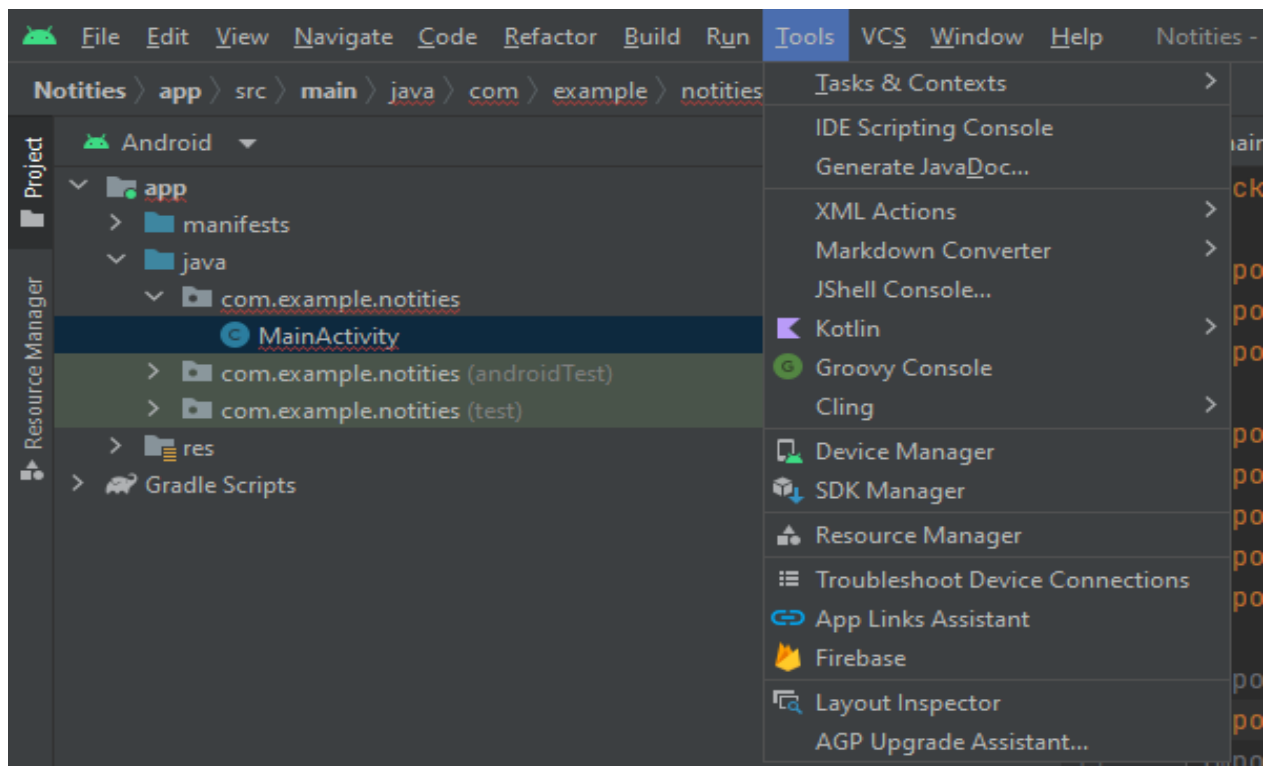 File Edit View Navigate Code Refactor Build Run Tools VCS Window Help Notities -
Notities app src main java com example notities
Project
Resource Manager
Android
app
manifests
java
com.example.notities
MainActivity
com.example.notities (androidTest)
com.example.notities (test)
res
Gradle Scripts
Tasks & Contexts
IDE Scripting Console
Generate JavaDoc...
XML Actions
Markdown Converter
JShell Console...
Kotlin
G Groovy Console
Cling
Device Manager
SDK Manager
Resource Manager
Troubleshoot Device Connections
App Links Assistant
Firebase
Layout Inspector
AGP Upgrade Assistant...